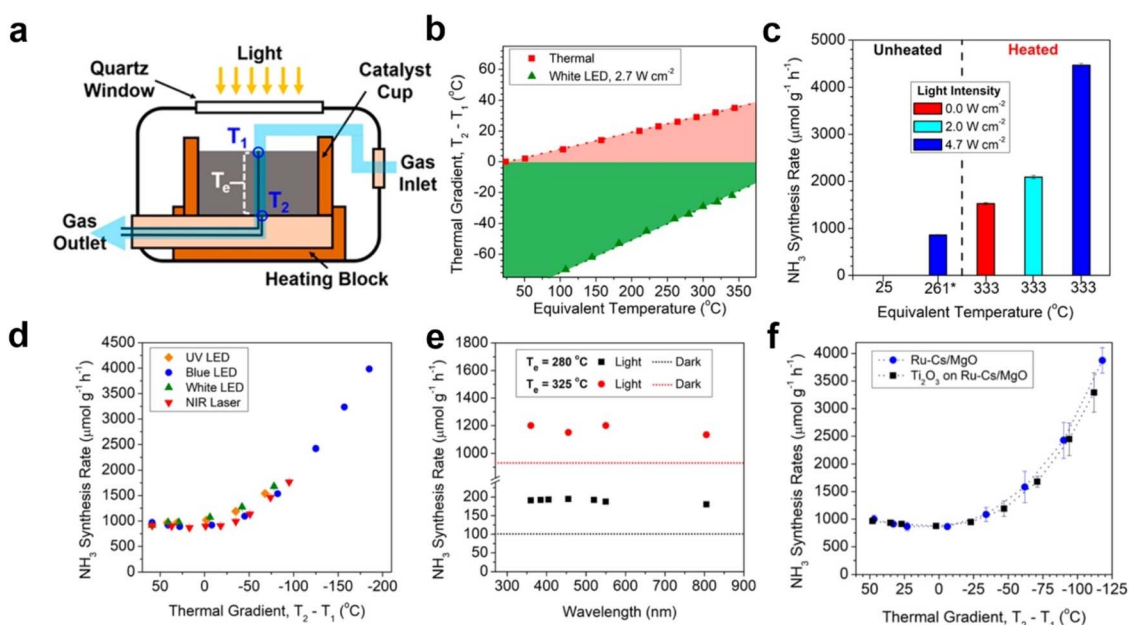 a
Light
Quartz
Window
Catalyst
Cup
T₁
Tₑ
T₂
Gas
Inlet
Gas
Outlet
Heating Block
b
Thermal
White LED, 2.7 W cm⁻²
Thermal Gradient, T₂ - T₁ (°C)
60
40
20
0
-20
-40
-60
50 100 150 200 250 300 350
Equivalent Temperature (°C)
c
Unheated Heated
Light Intensity
0.0 W cm⁻²
2.0 W cm⁻²
4.7 W cm⁻²
NH₃ Synthesis Rate (μmol g⁻¹ h⁻¹)
5000
4000
3000
2000
1000
0
25 261* 333 333 333
Equivalent Temperature (°C)
d
UV LED
Blue LED
White LED
NIR Laser
NH₃ Synthesis Rate (μmol g⁻¹ h⁻¹)
4500
4000
3500
3000
2500
2000
1500
1000
500
0
50 0 -50 -100 -150 -200
Thermal Gradient, T₂ - T₁ (°C)
e
Tₑ = 280 °C Light Dark
Tₑ = 325 °C Light Dark
NH₃ Synthesis Rate (μmol g⁻¹ h⁻¹)
1800
1600
1400
1200
1000
200
150
100
50
0
300 400 500 600 700 800 900
Wavelength (nm)
f
Ru-Cs/MgO
Ti₂O₃ on Ru-Cs/MgO
NH₃ Synthesis Rates (μmol g⁻¹ h⁻¹)
4000
3500
3000
2500
2000
1500
1000
500
0
50 25 0 -25 -50 -75 -100 -125
Thermal Gradient, T₂ - T₁ (°C)